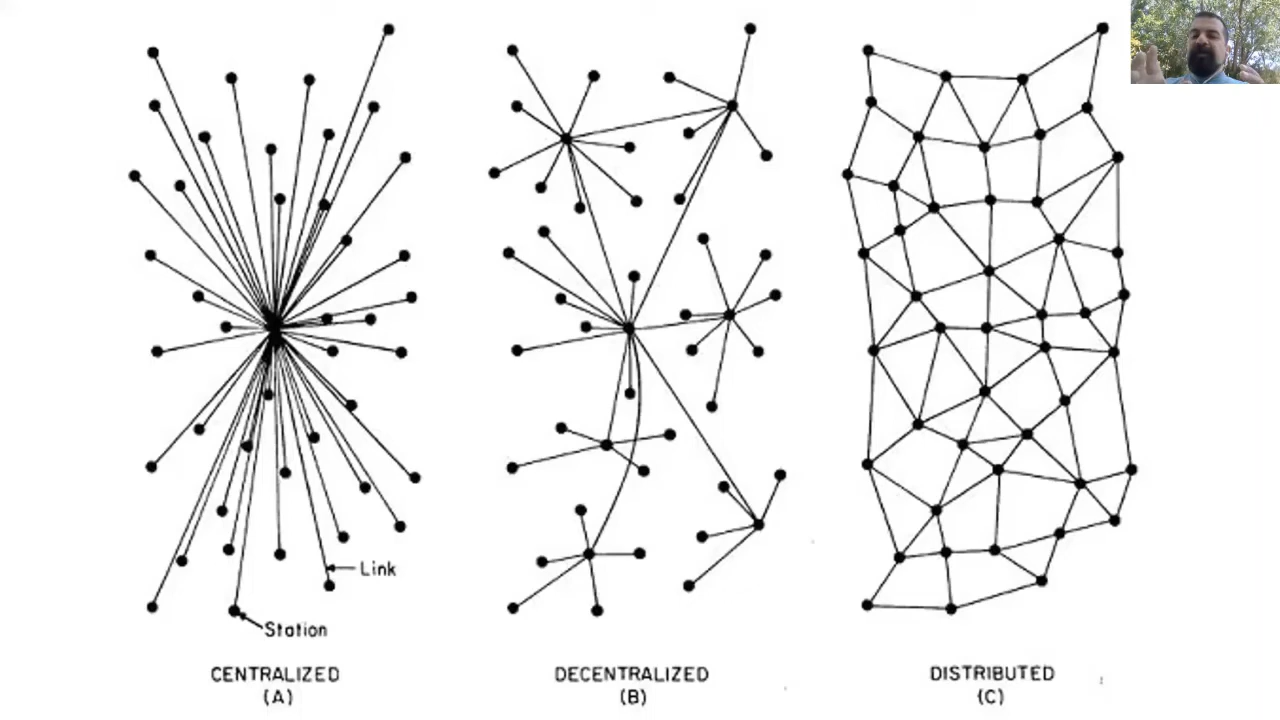 Link
Station
CENTRALIZED
(A)
DECENTRALIZED
(B)
DISTRIBUTED
(C)